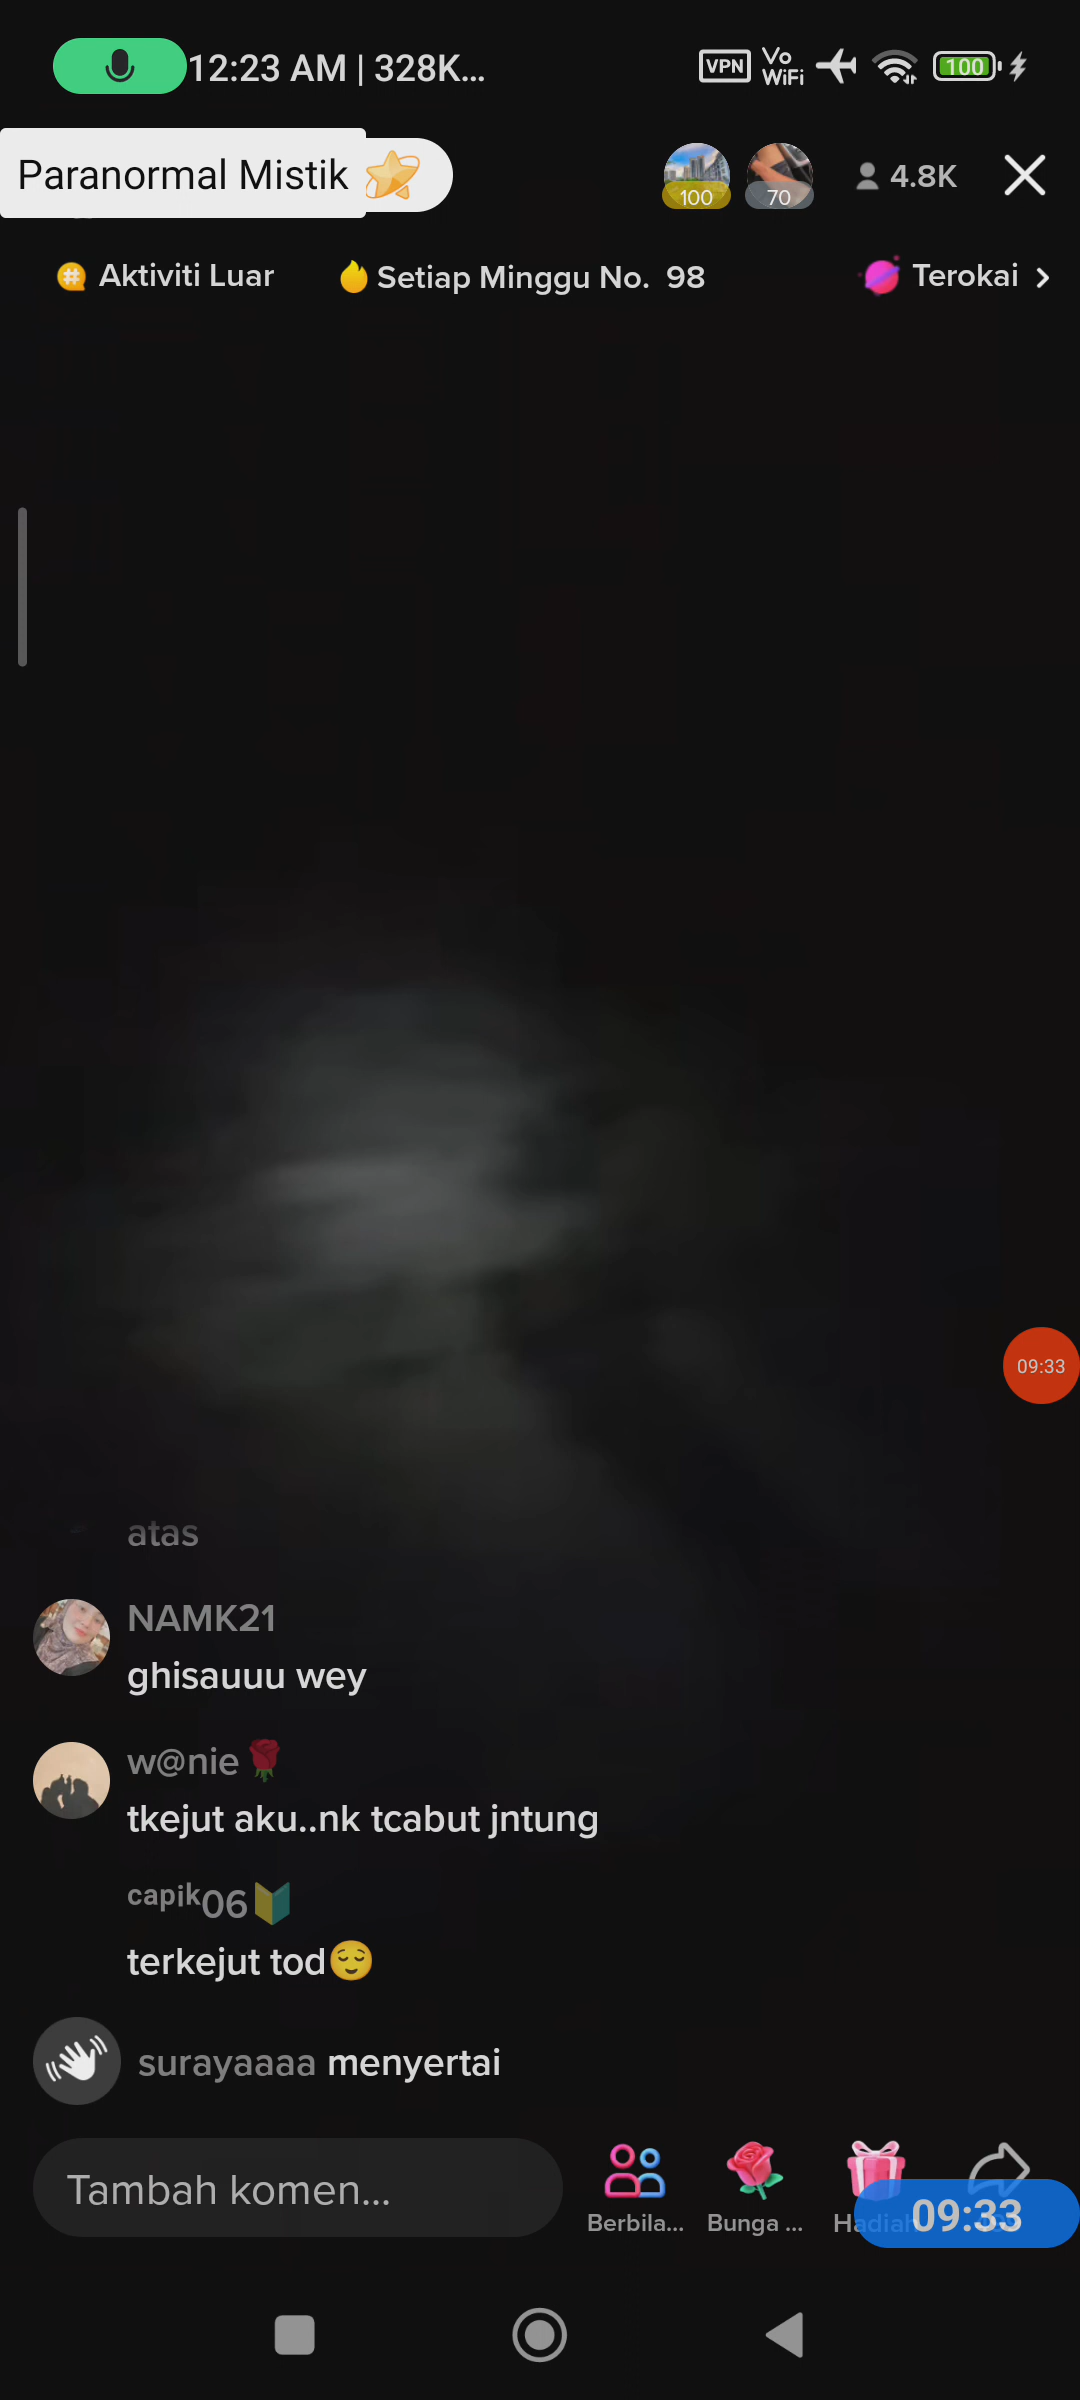 12:23 AM | 328K...
VPN
Vo
WiFi
100
Paranormal Mistik
100
70
4.8K
Aktiviti Luar
Setiap Minggu No. 98
Terokai
09:33
atas
NAMK21
ghisauuu wey
w@nie🌹
tkejut aku..nk tcabut jntung
ᶜᵃᵖⁱᵏ06🔰
terkejut tod😌
surayaaaa menyertai
Tambah komen...
Berbila...
Bunga ...
Hadiah
09:33